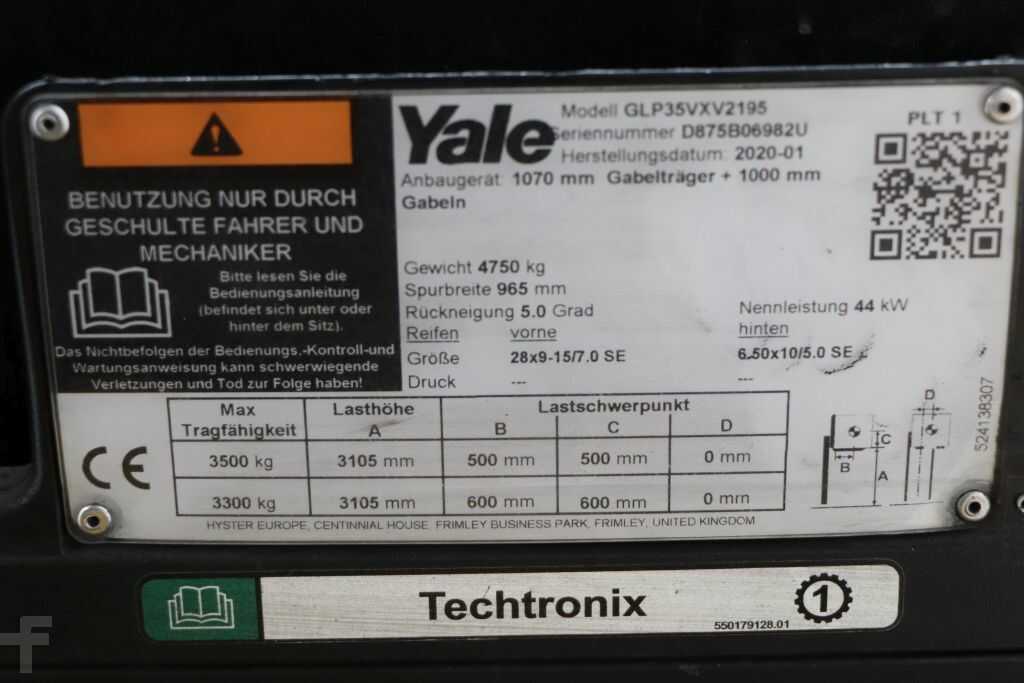 BENUTZUNG NUR DURCH
GESCHULTE FAHRER UND
MECHANIKER
Bitte lesen Sie die
Bedienungsanleitung
(befindet sich unter oder
hinter dem Sitz).
Das Nichtbefolgen der Bedienungs.-Kontroll-und
Wartungsanweisung kann schwerwiegende
Verletzungen und Tod zur Folge haben!
Yale
Modell GLP35VXV2195
Seriennummer D875B06982U
Herstellungsdatum: 2020-01
PLT 1
Anbaugerät: 1070 mm Gabelträger + 1000 mm
Gabeln
Gewicht 4750 kg
Spurbreite 965 mm
Rückneigung 5.0 Grad Nennleistung 44 kW
Reifen vorne hinten
Größe 28x9-15/7.0 SE 6.50x10/5.0 SE
Druck --- ---
Max Lasthöhe Lastschwerpunkt
Tragfähigkeit A B C D
3500 kg 3105 mm 500 mm 500 mm 0 mm
3300 kg 3105 mm 600 mm 600 mm 0 mm
CE
HYSTER EUROPE, CENTINNIAL HOUSE, FRIMLEY BUSINESS PARK, FRIMLEY, UNITED KINGDOM
D
C
B
A
524138307
Techtronix
1
550179128.01
f